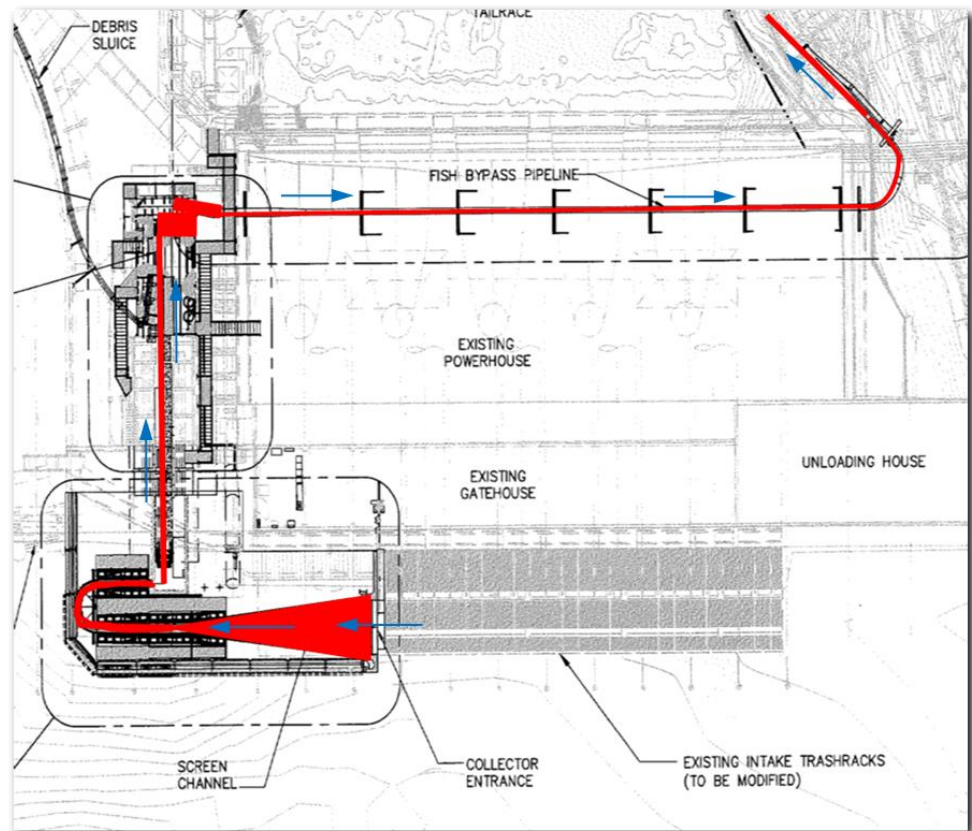 TAILRACE
DEBRIS
SLUICE
FISH BYPASS PIPELINE
EXISTING
POWERHOUSE
UNLOADING HOUSE
EXISTING
GATEHOUSE
SCREEN
CHANNEL
COLLECTOR
ENTRANCE
EXISTING INTAKE TRASHRACKS
(TO BE MODIFIED)